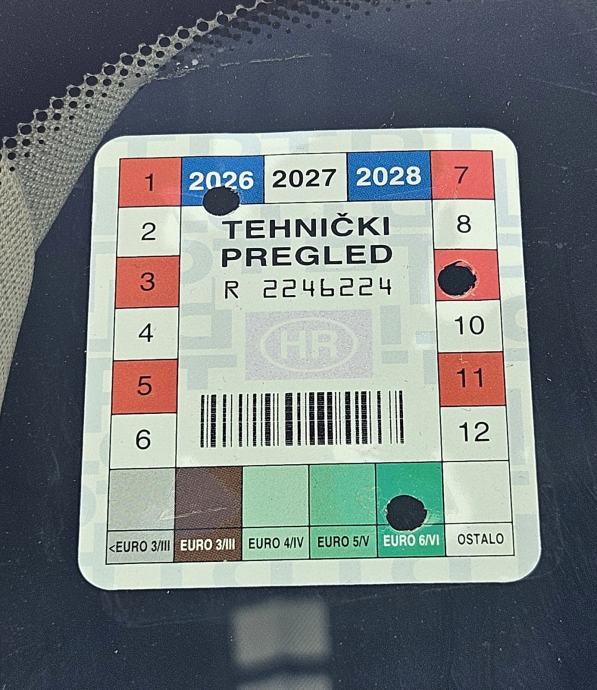 1 2026 2027 2028 7
2 TEHNIČKI 8
PREGLED
3 R 2246224
4 HR 10
5 11
6 12
<EURO 3/III EURO 3/III EURO 4/IV EURO 5/V EURO 6/VI OSTALO